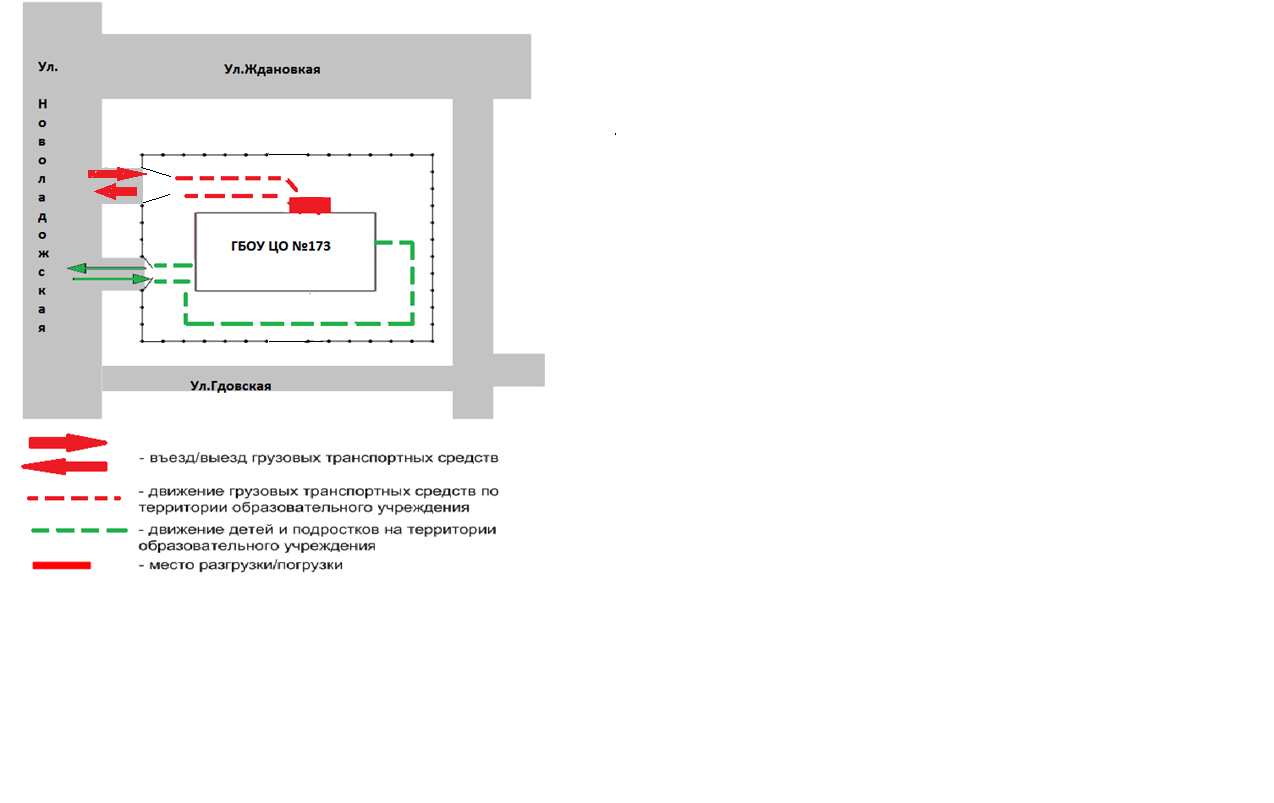 Ул.
Новоладожская
Ул.Ждановкая
ГБОУ ЦО №173
Ул.Гдовская
- въезд/выезд грузовых транспортных средств
- движение грузовых транспортных средств по
территории образовательного учреждения
- движение детей и подростков на территории
образовательного учреждения
- место разгрузки/погрузки